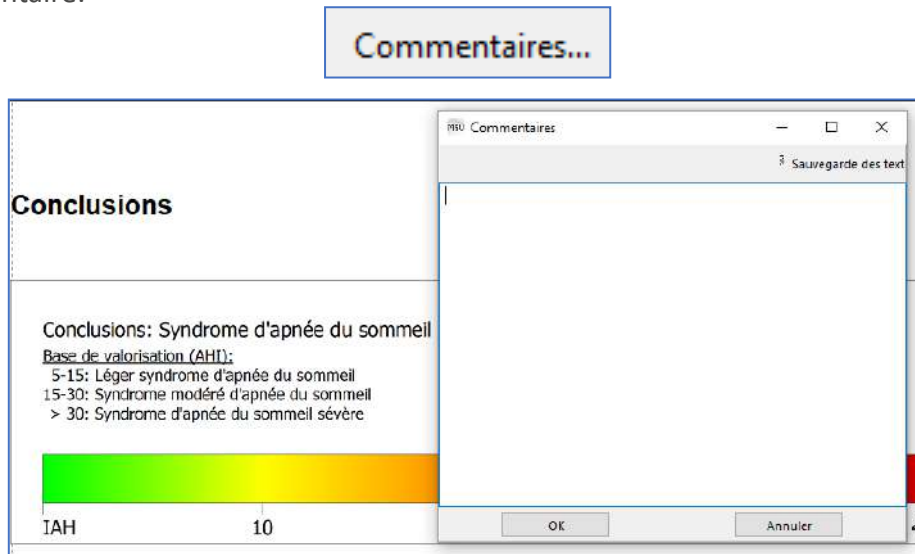 ntaire.
Commentaires...
MSU Commentaires
Sauvegarde des text
Conclusions
Conclusions: Syndrome d'apnée du sommeil
Base de valorisation (AHI):
5-15: Léger syndrome d'apnée du sommeil
15-30: Syndrome modéré d'apnée du sommeil
> 30: Syndrome d'apnée du sommeil sévère
IAH 10
OK Annuler